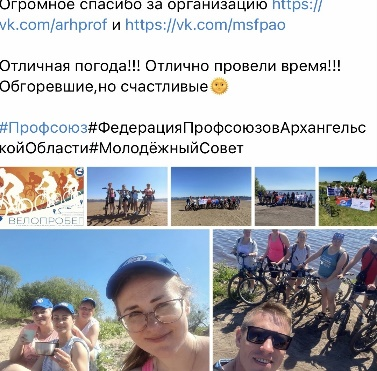 Огромное спасибо за организацию https://
vk.com/arhprof и https://vk.com/msfpao
Отличная погода!!! Отлично провели время!!!
Обгоревшие,но счастливые🌞
#Профсоюз#ФедерацияПрофсоюзовАрхангельс
койОбласти#МолодёжныйСовет
ВЕЛОПРОБЕГ